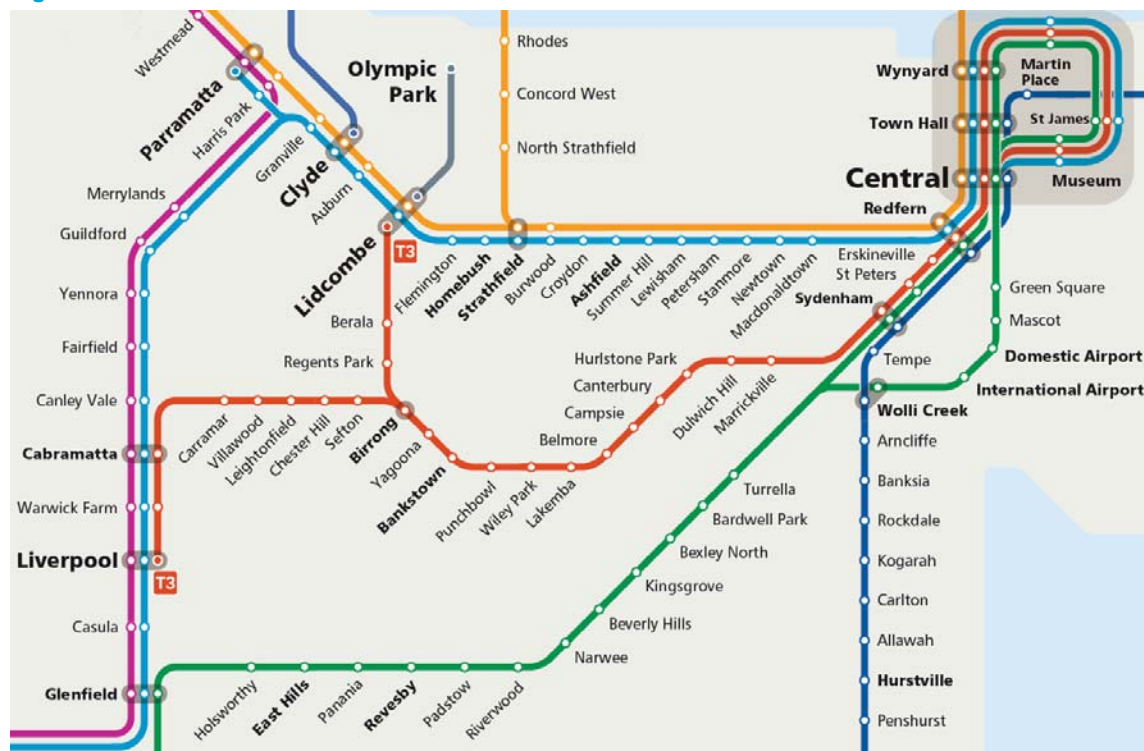 Westmead
Parramatta
Harris Park
Granville
Clyde
Auburn
Olympic
Park
Lidcombe
T3
Merrylands
Guildford
Yennora
Fairfield
Canley Vale
Cabramatta
Warwick Farm
Liverpool
T3
Casula
Glenfield
Rhodes
Concord West
North Strathfield
Flemington
Homebush
Strathfield
Burwood
Croydon
Ashfield
Summer Hill
Lewisham
Petersham
Stanmore
Newtown
Macdonaldtown
Wynyard
Town Hall
Central
Redfern
Martin
Place
St James
Museum
Erskineville
St Peters
Sydenham
Tempe
Green Square
Mascot
Domestic Airport
International Airport
Wolli Creek
Arncliffe
Banksia
Rockdale
Kogarah
Carlton
Allawah
Hurstville
Penshurst
Berala
Regents Park
Carramar
Villawood
Leightonfield
Chester Hill
Sefton
Birrong
Yagoona
Bankstown
Punchbowl
Wiley Park
Lakemba
Belmore
Campsie
Canterbury
Hurlstone Park
Dulwich Hill
Marrickville
Turrella
Bardwell Park
Bexley North
Kingsgrove
Beverly Hills
Narwee
Riverwood
Padstow
Revesby
Panania
East Hills
Holsworthy